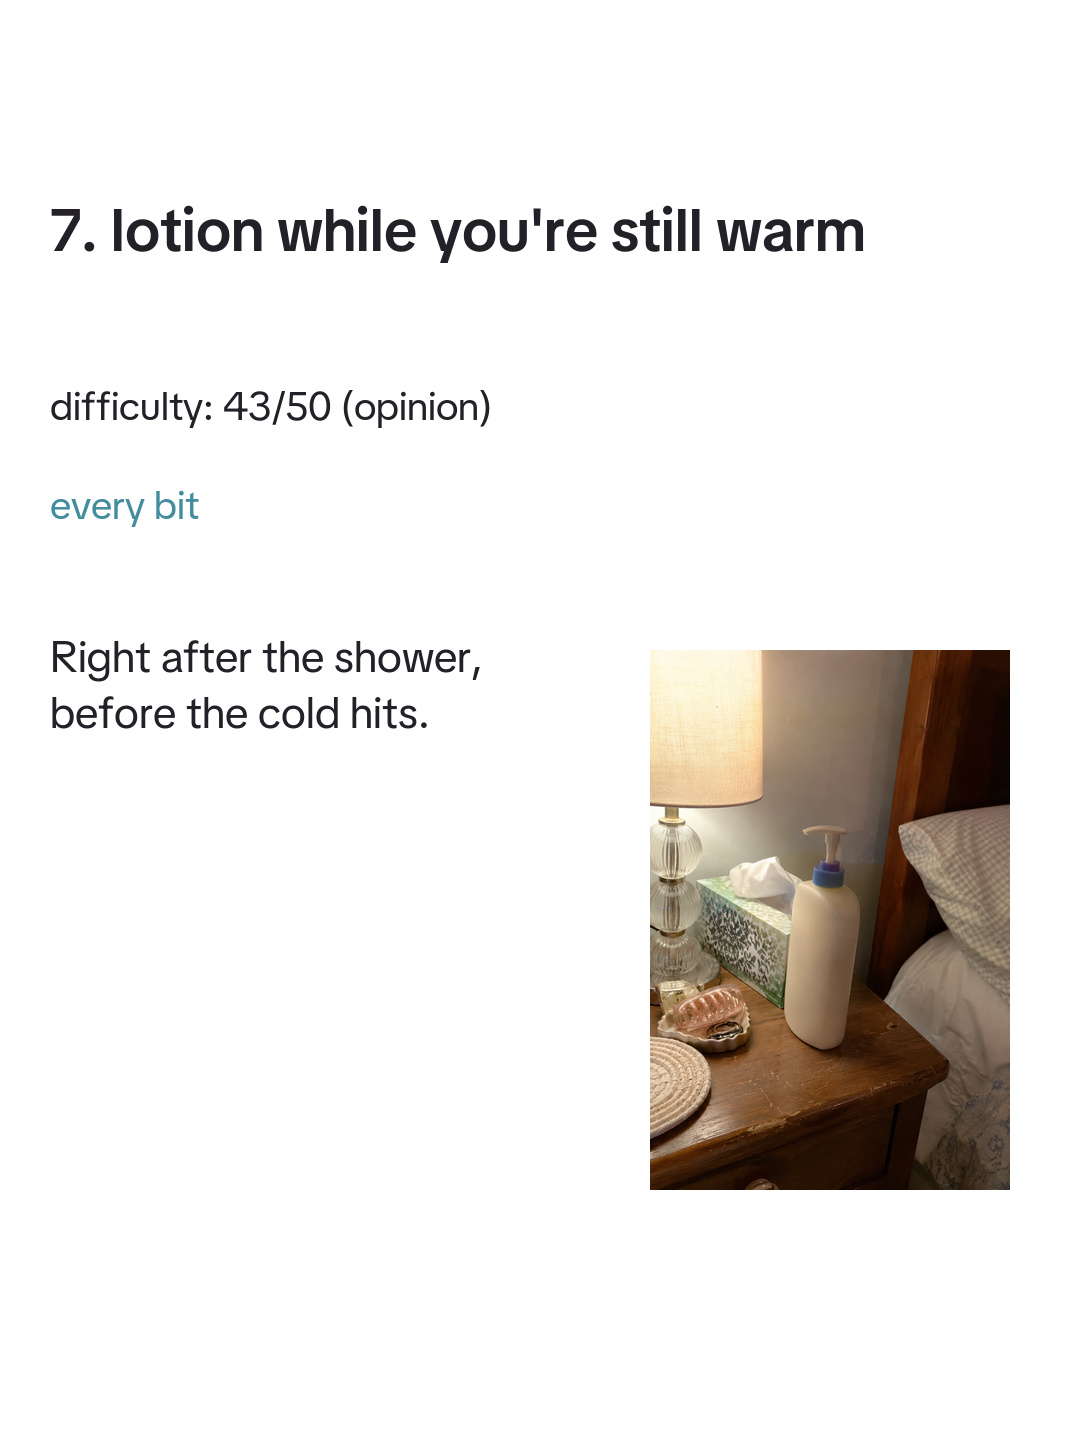 7. lotion while you're still warm
difficulty: 43/50 (opinion)
every bit
Right after the shower,
before the cold hits.